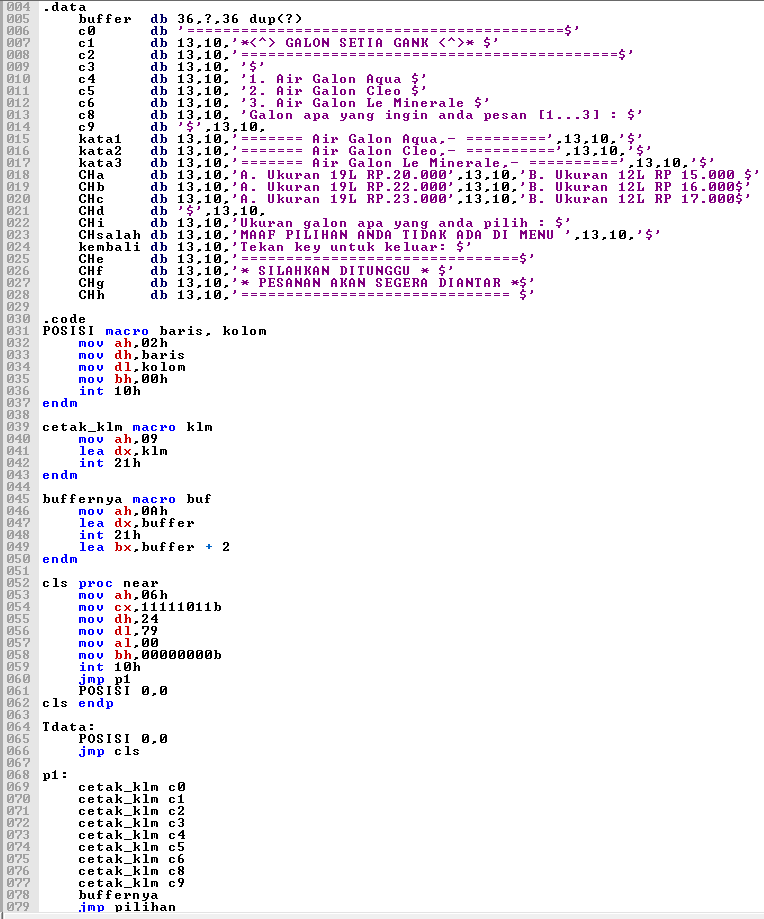 004 .data
005     buffer  db 36,?,36 dup(?)
006     c0      db '==========================================$'
007     c1      db 13,10,'*(^) GALON SETIA GANK (^)* $'
008     c2      db 13,10,'==========================================$'
009     c3      db 13,10, '$'
010     c4      db 13,10, '1. Air Galon Aqua $'
011     c5      db 13,10, '2. Air Galon Cleo $'
012     c6      db 13,10, '3. Air Galon Le Minerale $'
013     c8      db 13,10, 'Galon apa yang ingin anda pesan [1...3] : $'
014     c9      db '$',13,10,
015     kata1   db 13,10,'======= Air Galon Aqua,- =========',13,10,'$'
016     kata2   db 13,10,'======= Air Galon Cleo,- =========',13,10,'$'
017     kata3   db 13,10,'======= Air Galon Le Minerale,- ==========',13,10,'$'
018     CHa     db 13,10,'A. Ukuran 19L RP.20.000',13,10,'B. Ukuran 12L RP 15.000 $'
019     CHb     db 13,10,'A. Ukuran 19L RP.22.000',13,10,'B. Ukuran 12L RP 16.000$'
020     CHc     db 13,10,'A. Ukuran 19L RP.23.000',13,10,'B. Ukuran 12L RP 17.000$'
021     CHd     db '$',13,10,
022     CHi     db 13,10,'Ukuran galon apa yang anda pilih : $'
023     CHsalah db 13,10,'MAAF PILIHAN ANDA TIDAK ADA DI MENU ',13,10,'$'
024     kembali db 13,10,'Tekan key untuk keluar: $'
025     CHe     db 13,10,'===============================$'
026     CHf     db 13,10,'* SILAHKAN DITUNGGU * $'
027     CHg     db 13,10,'* PESANAN AKAN SEGERA DIANTAR *$'
028     CHh     db 13,10,'============================== $'
029
030 .code
031 POSISI macro baris, kolom
032     mov ah,02h
033     mov dh,baris
034     mov dl,kolom
035     mov bh,00h
036     int 10h
037 endm
038
039 cetak_klm macro klm
040     mov ah,09
041     lea dx,klm
042     int 21h
043 endm
044
045 buffernya macro buf
046     mov ah,0Ah
047     lea dx,buffer
048     int 21h
049     lea bx,buffer + 2
050 endm
051
052 cls proc near
053     mov ah,06h
054     mov cx,11111011b
055     mov dh,24
056     mov dl,79
057     mov al,00
058     mov bh,00000000b
059     int 10h
060     jmp p1
061     POSISI 0,0
062 cls endp
063
064 Tdata:
065     POSISI 0,0
066     jmp cls
067
068 p1:
069     cetak_klm c0
070     cetak_klm c1
071     cetak_klm c2
072     cetak_klm c3
073     cetak_klm c4
074     cetak_klm c5
075     cetak_klm c6
076     cetak_klm c8
077     cetak_klm c9
078     buffernya
079     jmp pilihan